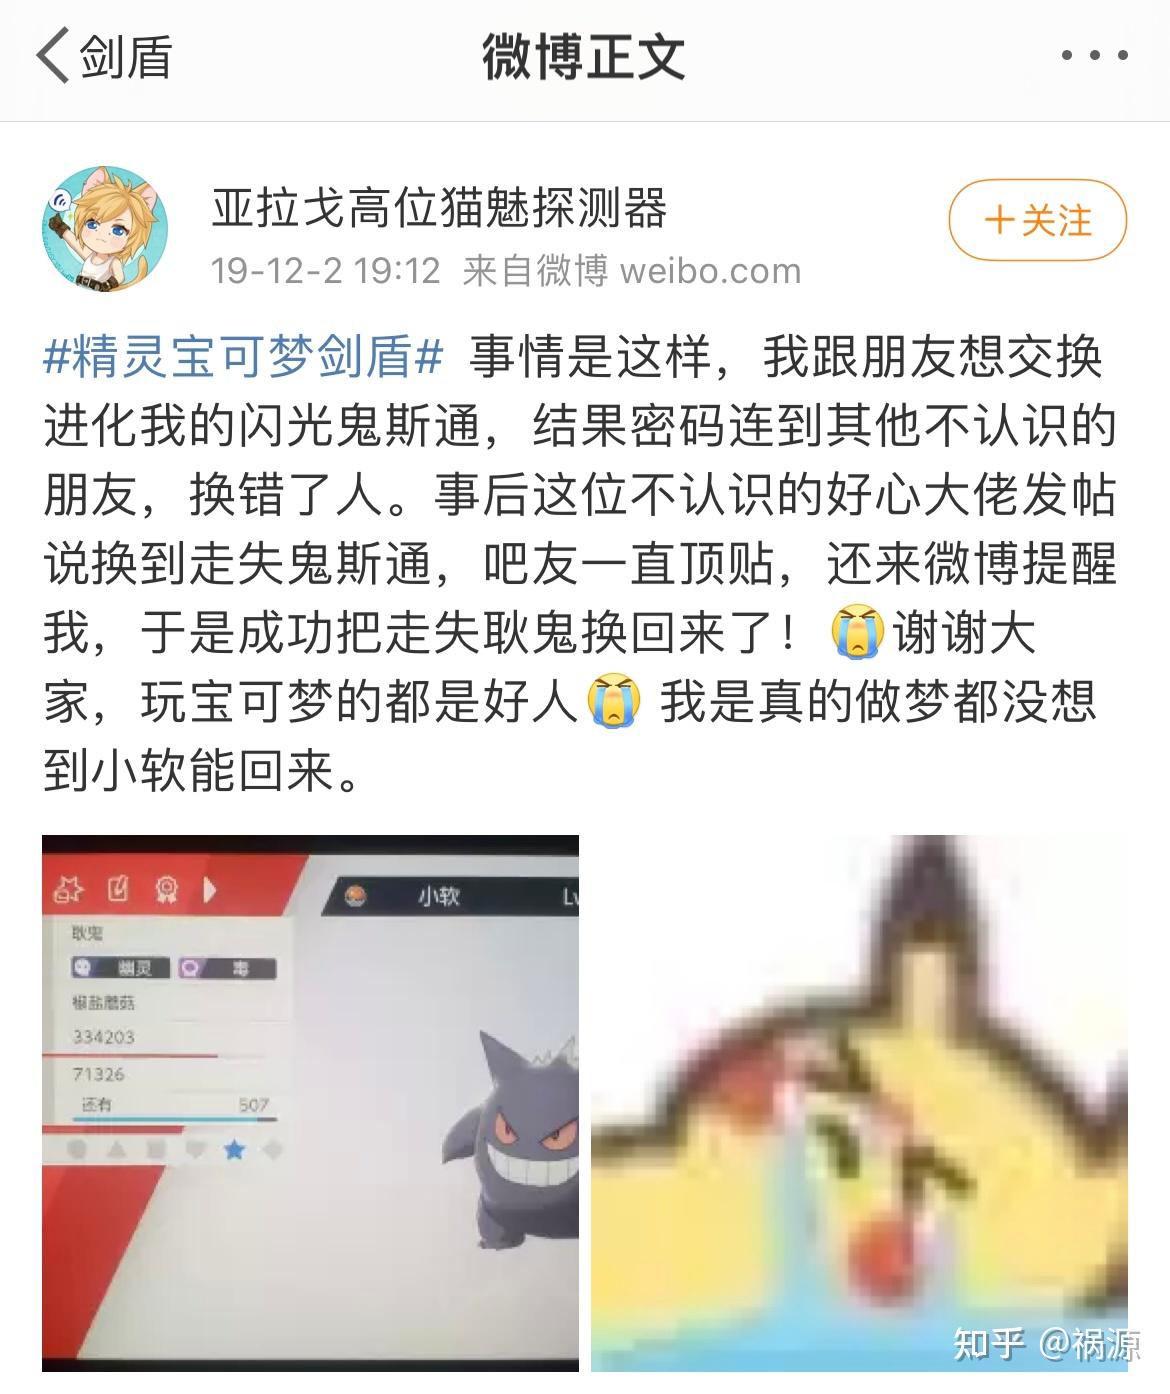 剑盾
微博正文
亚拉戈高位猫魅探测器
19-12-2 19:12 来自微博 weibo.com
＋关注
#精灵宝可梦剑盾# 事情是这样，我跟朋友想交换
进化我的闪光鬼斯通，结果密码连到其他不认识的
朋友，换错了人。事后这位不认识的好心大佬发帖
说换到走失鬼斯通，吧友一直顶贴，还来微博提醒
我，于是成功把走失耿鬼换回来了！谢谢大
家，玩宝可梦的都是好人 我是真的做梦都没想
到小软能回来。
小软
Lv
耿鬼
幽灵 毒
椒盐蘑菇
334203
71326
还有 507
知乎 @祸源